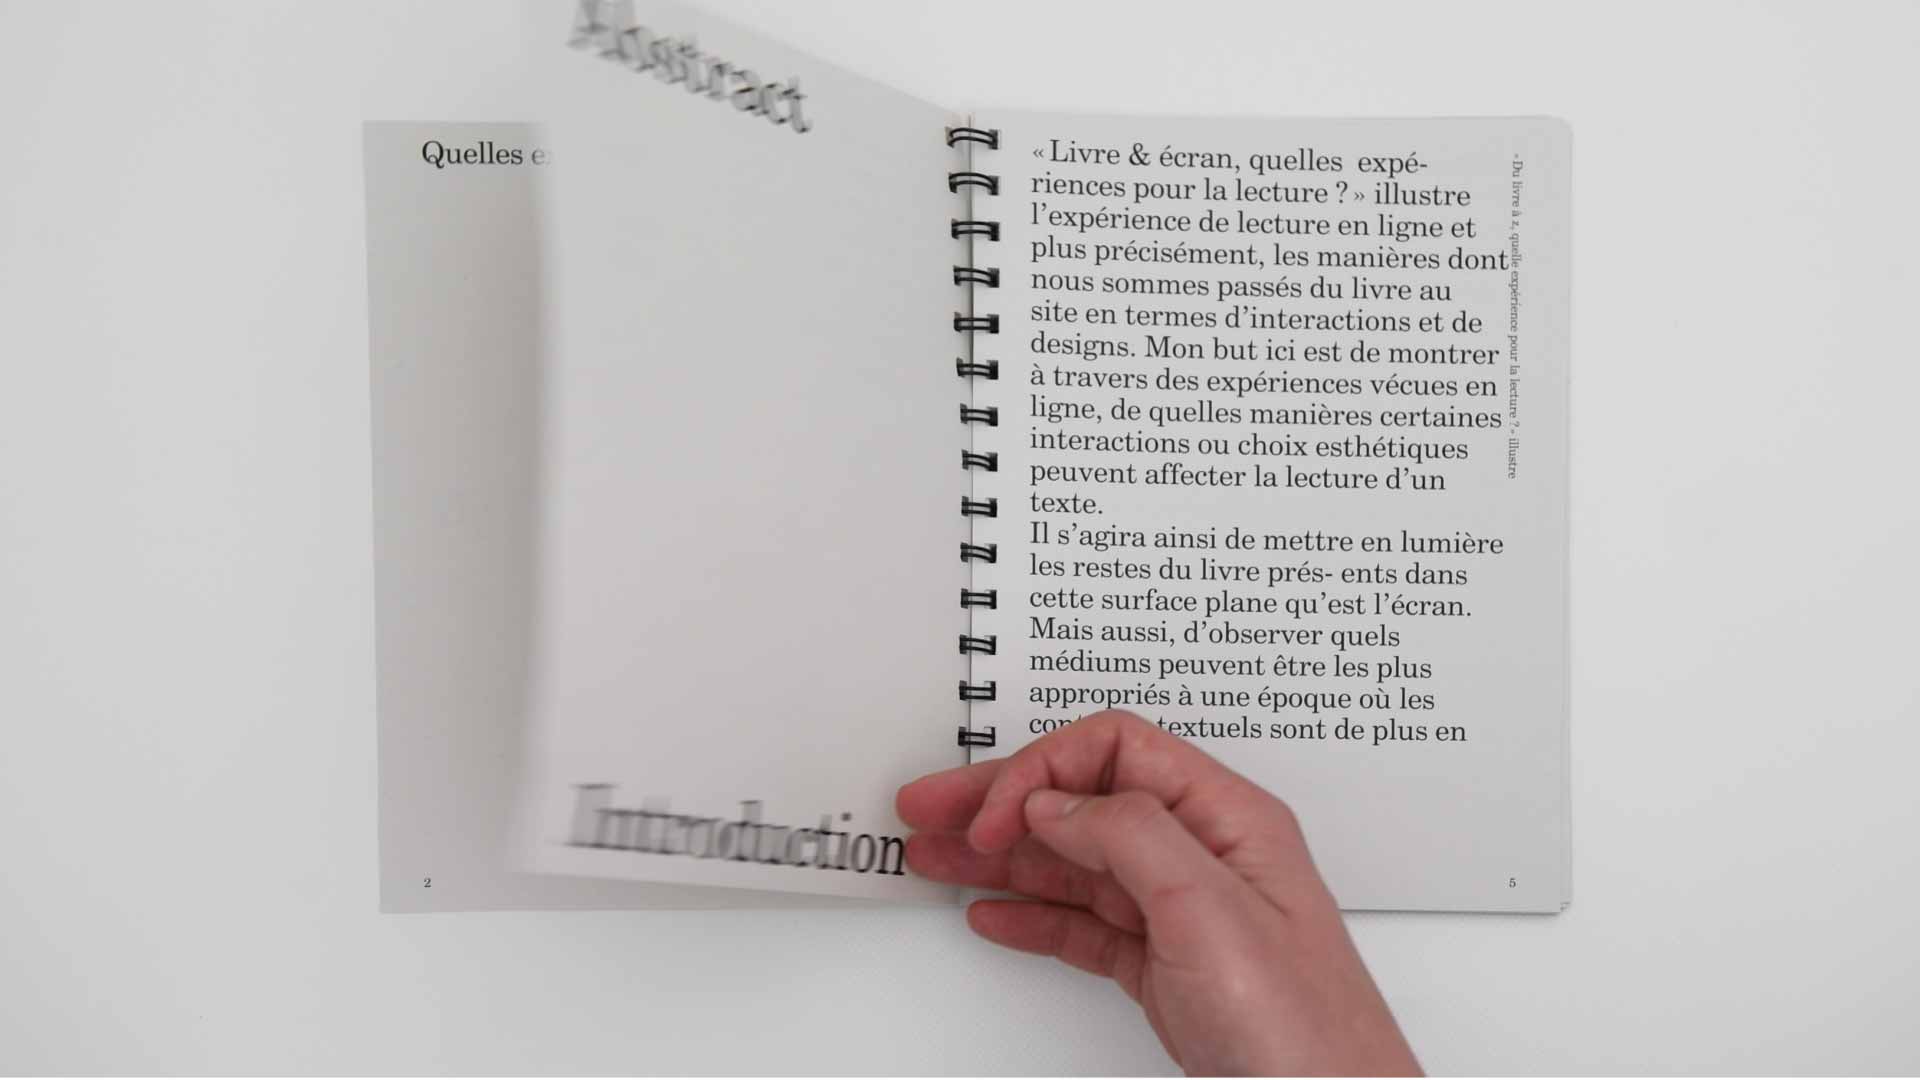 Quelles e
2
Introduction
« Livre & écran, quelles expé-
riences pour la lecture ? » illustre
l’expérience de lecture en ligne et
plus précisément, les manières dont
nous sommes passés du livre au
site en termes d’interactions et de
designs. Mon but ici est de montrer
à travers des expériences vécues en
ligne, de quelles manières certaines
interactions ou choix esthétiques
peuvent affecter la lecture d’un
texte.
Il s’agira ainsi de mettre en lumière
les restes du livre prés- ents dans
cette surface plane qu’est l’écran.
Mais aussi, d’observer quels
médiums peuvent être les plus
appropriés à une époque où les
textuels sont de plus en
« Du livre à z, quelle expérience pour la lecture ? » illustre
5